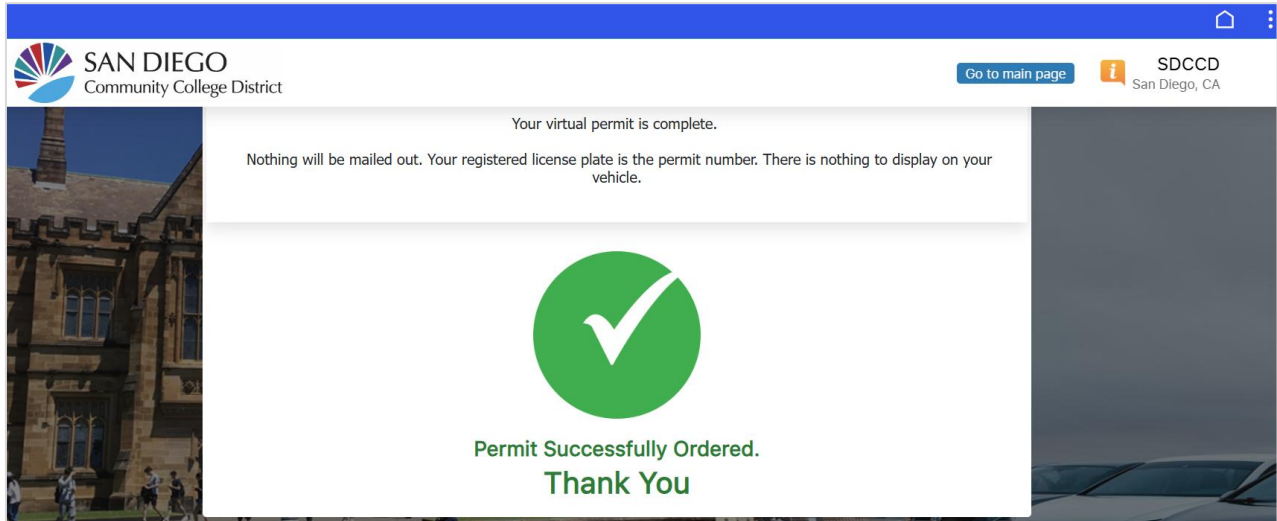 SAN DIEGO
Community College District
Go to main page
i
SDCCD
San Diego, CA
Your virtual permit is complete.
Nothing will be mailed out. Your registered license plate is the permit number. There is nothing to display on your
vehicle.
Permit Successfully Ordered.
Thank You